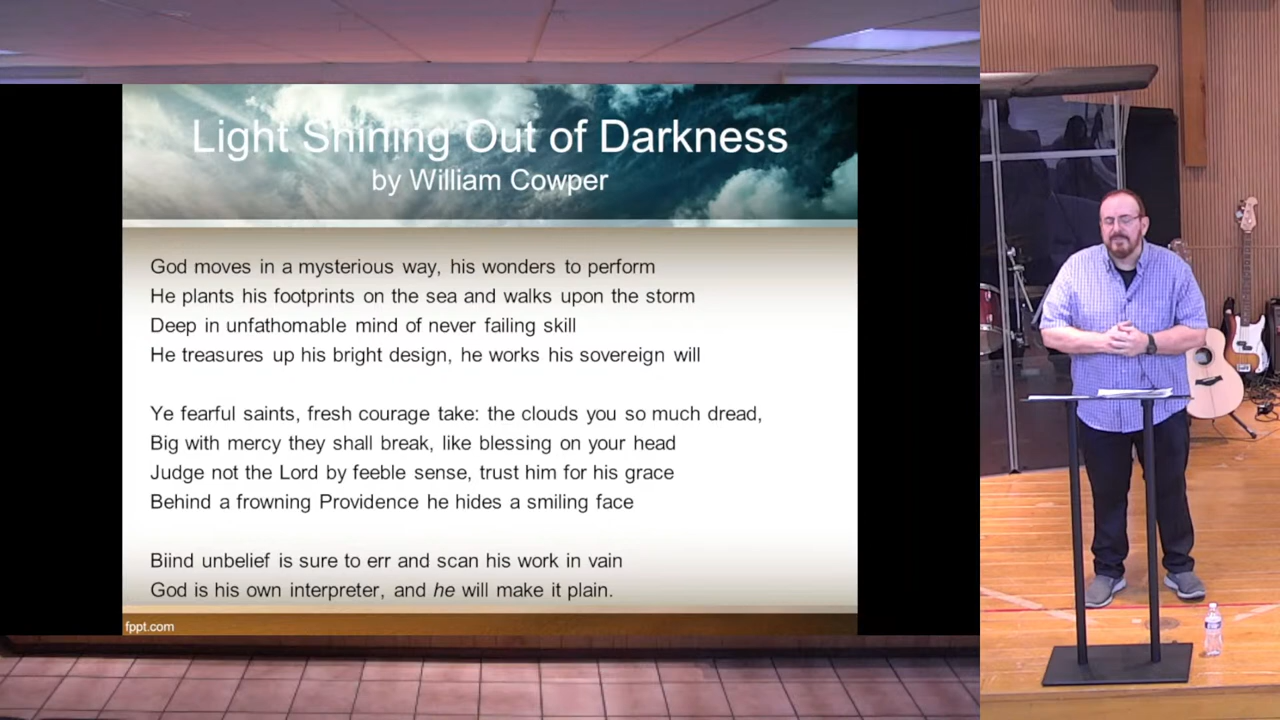 Light Shining Out of Darkness
by William Cowper
God moves in a mysterious way, his wonders to perform
He plants his footprints on the sea and walks upon the storm
Deep in unfathomable mind of never failing skill
He treasures up his bright design, he works his sovereign will
Ye fearful saints, fresh courage take: the clouds you so much dread,
Big with mercy they shall break, like blessing on your head
Judge not the Lord by feeble sense, trust him for his grace
Behind a frowning Providence he hides a smiling face
Biind unbelief is sure to err and scan his work in vain
God is his own interpreter, and he will make it plain.
fppt.com